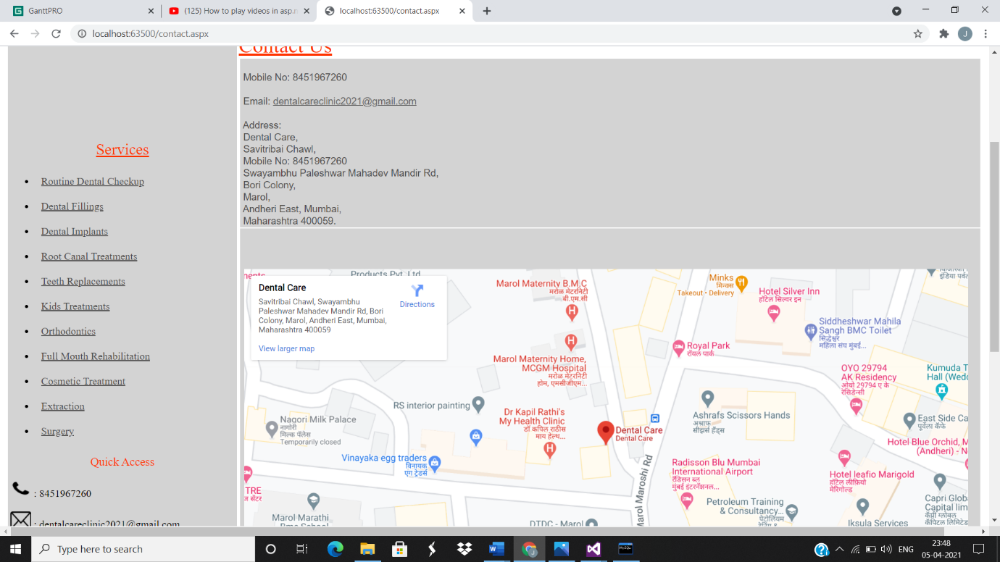 GanttPRO
(125) How to play videos in asp.n
localhost:63500/contact.aspx
localhost:63500/contact.aspx
J
Contact Us
Mobile No: 8451967260
Email: dentalcareclinic2021@gmail.com
Address:
Dental Care,
Savitribai Chawl,
Mobile No: 8451967260
Swayambhu Paleshwar Mahadev Mandir Rd,
Bori Colony,
Marol,
Andheri East, Mumbai,
Maharashtra 400059.
Services
Routine Dental Checkup
Dental Fillings
Dental Implants
Root Canal Treatments
Teeth Replacements
Kids Treatments
Orthodontics
Full Mouth Rehabilitation
Cosmetic Treatment
Extraction
Surgery
Quick Access
: 8451967260
: dentalcareclinic2021@gmail.com
Dental Care
Savitribai Chawl, Swayambhu
Paleshwar Mahadev Mandir Rd, Bori
Colony, Marol, Andheri East, Mumbai,
Maharashtra 400059
Directions
View larger map
Products Pvt. Ltd
Marol Maternity B.M.C
मरोळ मेटरनिटी
बी.एम.सी
Minks
मिन्क्स
Takeout • Delivery
Hotel Silver Inn
हॉटेल सिल्वर इन
Siddheshwar Mahila
Sangh BMC Toilet
सिद्धेश्वर
महिला संघ मुंबई...
Royal Park
रॉयल पार्क
Marol Maternity Home,
MCGM Hospital
मरोळ मेटरनिटी
होम, एमसीजीएम...
OYO 29794
AK Residency
ओयो 29794 ए के
रेसिडेन्सी
Kumuda T
Hall (Wedd
RS interior painting
Dr Kapil Rathi's
My Health Clinic
डॉ कपिल राठीस
माय हेल्थ...
Ashrafs Scissors Hands
अश्राफ
सीझर्स हँड्स
East Side Ca
Nagori Milk Palace
नागोरी
मिल्क पॅलेस
Temporarily closed
Dental Care
Dental Care
Hotel Blue Orchid, M
(Andheri) - N
Vinayaka egg traders
विनायक
एग ट्रेडर्स
Radisson Blu Mumbai
International Airport
रॅडिसन ब्लू
मुंबई इंटरनॅशनल...
Hotel leafio Marigold
हॉटेल लीफीयो
मेरिगोल्ड
TRE
ज सेंटर
Marol Maroshi Rd
Petroleum Training
& Consultancy...
पेट्रोलियम
Capri Globa
Capital lim
कॅप्री ग्लोबल
कॅपिटल लिमिटेड
Marol Marathi
DTDC - Marol
Iksula Services
Type here to search
ENG
23:48
05-04-2021